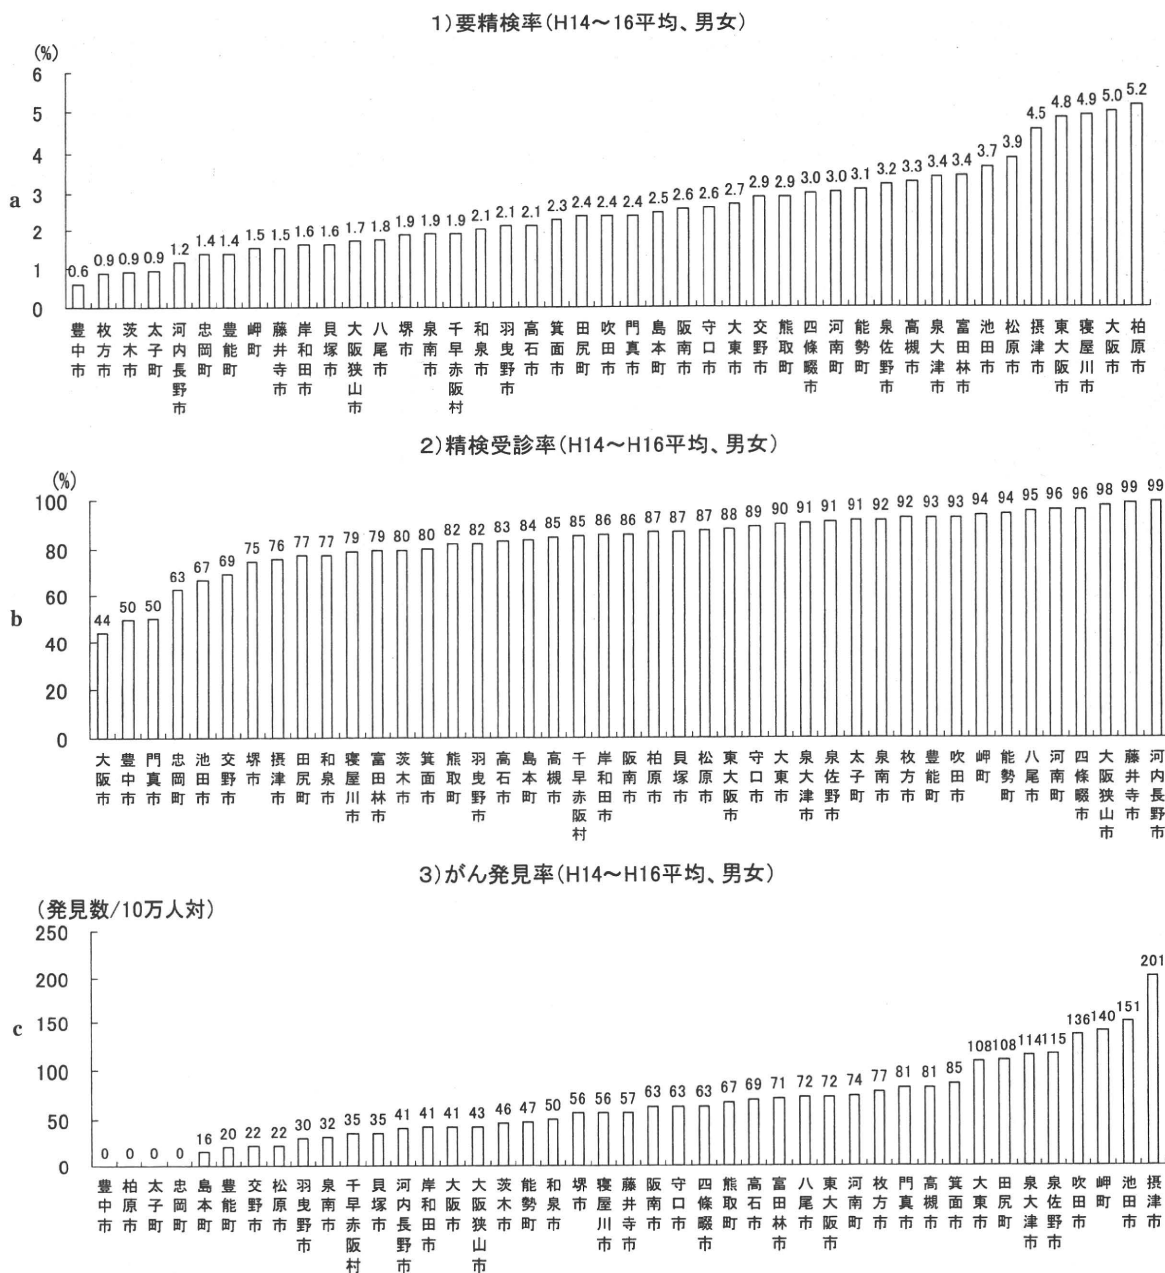 1)要精検率(H14～16平均、男女)
(%)
6
5
4
3
2
1
0
a
0.6 0.9 0.9 0.9 1.2 1.4 1.4 1.5 1.5 1.6 1.6 1.7 1.8 1.9 1.9 1.9 2.1 2.1 2.1 2.3 2.4 2.4 2.4 2.5 2.6 2.6 2.7 2.9 2.9 3.0 3.0 3.1 3.2 3.3 3.4 3.4 3.7 3.9 4.5 4.8 4.9 5.0 5.2
豊中市 枚方市 茨木市 太子町 河内長野市 忠岡町 豊能町 岬町 藤井寺市 岸和田市 貝塚市 大阪狭山市 八尾市 堺市 泉南市 千早赤阪村 和泉市 羽曳野市 高石市 箕面市 田尻町 吹田市 門真市 島本町 阪南市 守口市 大東市 交野市 熊取町 四條畷市 河南町 能勢町 泉佐野市 高槻市 泉大津市 富田林市 池田市 松原市 摂津市 東大阪市 寝屋川市 大阪市 柏原市
2)精検受診率(H14～H16平均、男女)
(%)
100
80
60
40
20
0
b
44 50 50 63 67 69 75 76 77 77 79 79 80 80 82 82 83 84 85 85 86 86 87 87 87 88 89 90 91 91 91 92 92 93 93 94 94 95 96 96 98 99 99
大阪市 豊中市 門真市 忠岡町 池田市 交野市 堺市 摂津市 田尻町 和泉市 寝屋川市 富田林市 茨木市 箕面市 熊取町 羽曳野市 高石市 島本町 高槻市 千早赤阪村 岸和田市 阪南市 柏原市 貝塚市 松原市 東大阪市 守口市 大東市 泉大津市 泉佐野市 太子町 泉南市 枚方市 豊能町 吹田市 岬町 能勢町 八尾市 河南町 四條畷市 大阪狭山市 藤井寺市 河内長野市
3)がん発見率(H14～H16平均、男女)
(発見数/10万人対)
250
200
150
100
50
0
c
0 0 0 0 16 20 22 22 30 32 35 35 41 41 41 43 46 47 50 56 56 57 63 63 63 67 69 71 72 72 74 77 81 81 85 108 108 114 115 136 140 151 201
豊中市 柏原市 太子町 忠岡町 島本町 豊能町 交野市 松原市 羽曳野市 泉南市 千早赤阪村 貝塚市 河内長野市 岸和田市 大阪市 大阪狭山市 茨木市 能勢町 和泉市 堺市 寝屋川市 藤井寺市 阪南市 守口市 四條畷市 熊取町 高石市 富田林市 八尾市 東大阪市 河南町 枚方市 門真市 高槻市 箕面市 大東市 田尻町 泉大津市 泉佐野市 吹田市 岬町 池田市 摂津市